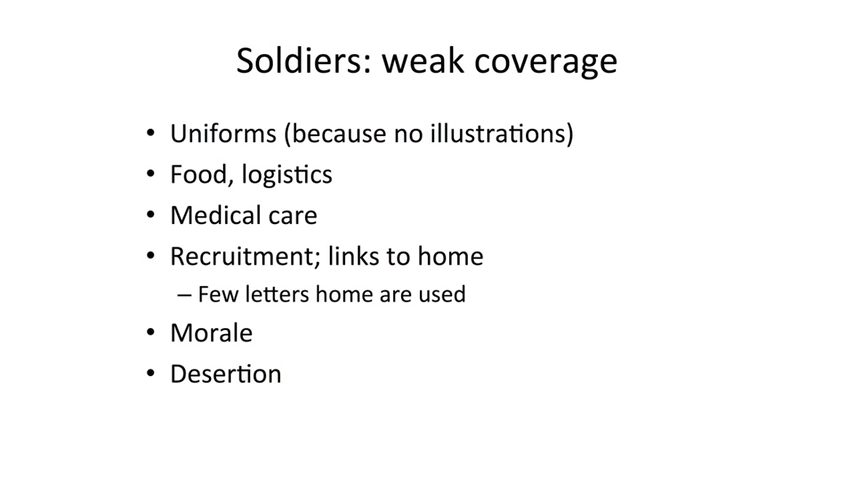 Soldiers: weak coverage
• Uniforms (because no illustrations)
• Food, logistics
• Medical care
• Recruitment; links to home
– Few letters home are used
• Morale
• Desertion